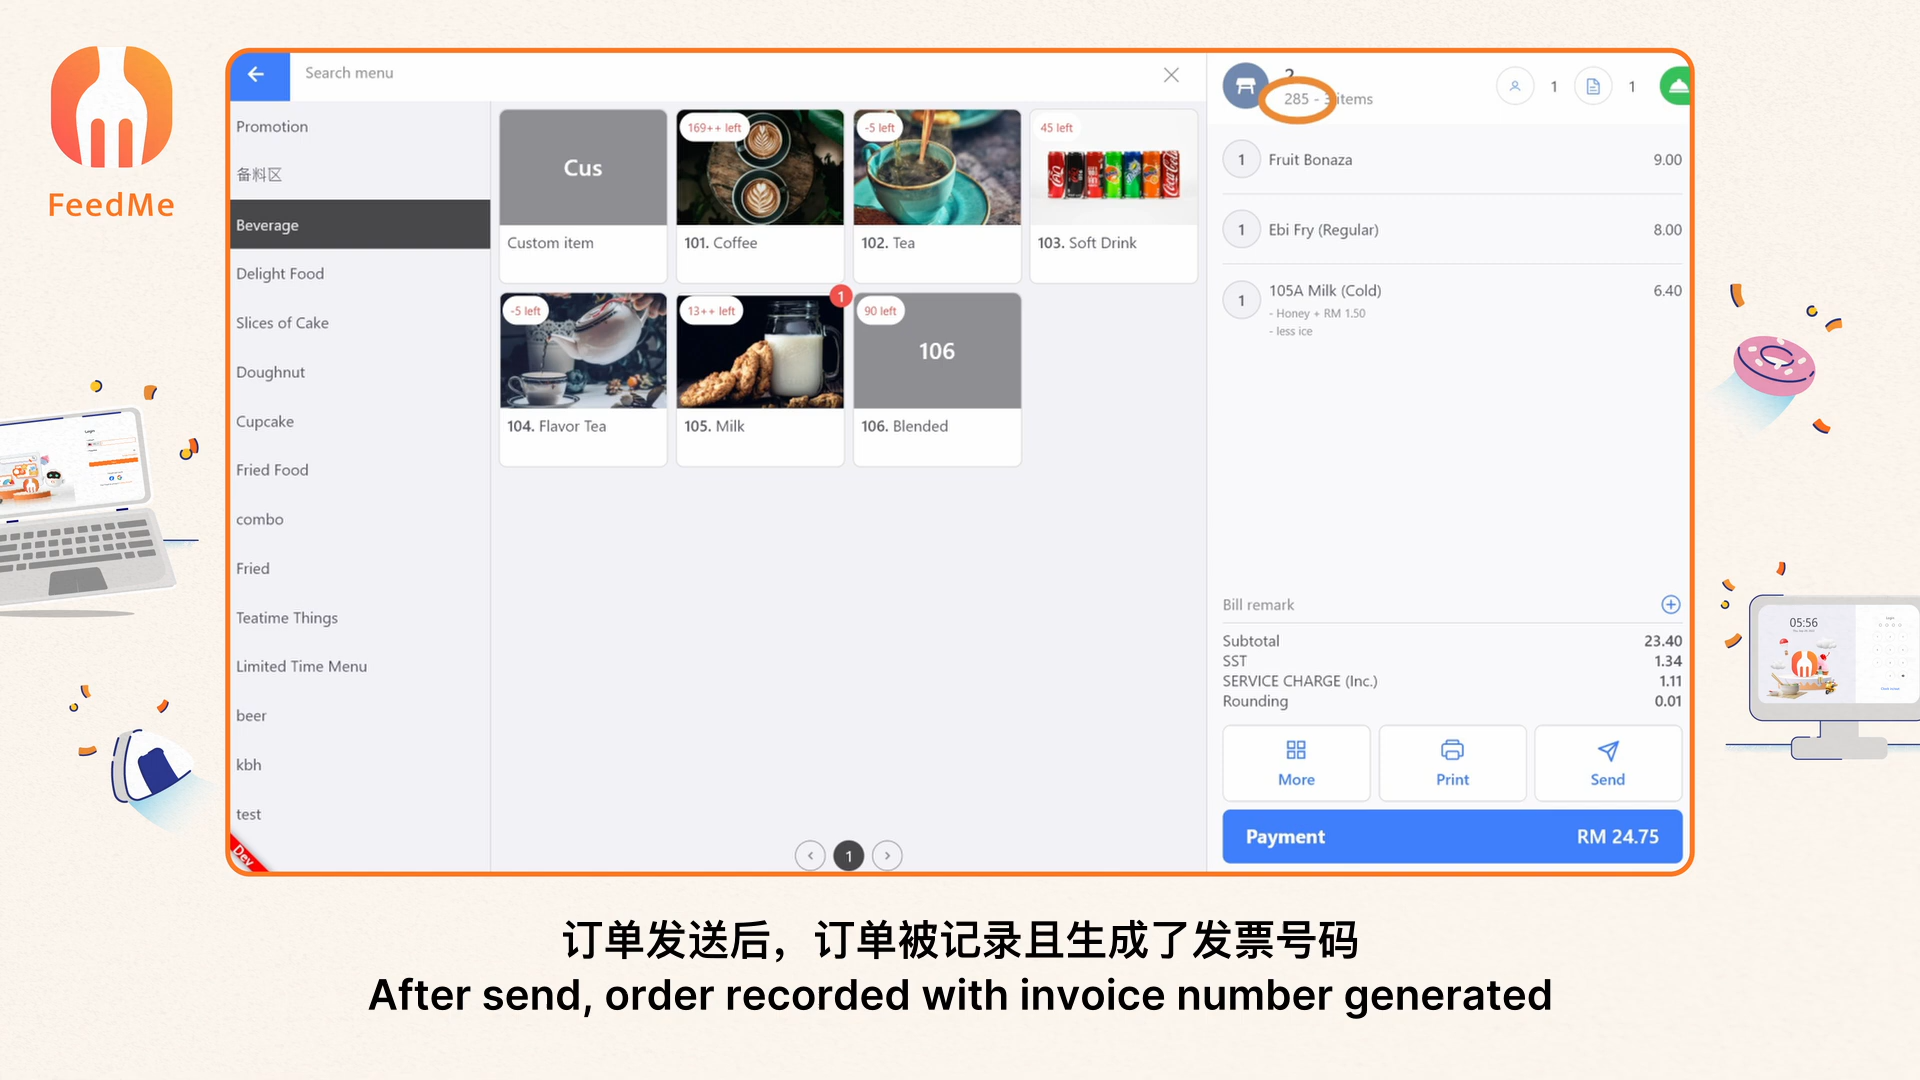 FeedMe
Search menu
Promotion
备料区
Beverage
Delight Food
Slices of Cake
Doughnut
Cupcake
Fried Food
combo
Fried
Teatime Things
Limited Time Menu
beer
kbh
test
Dev
Cus
Custom item
169++ left
101. Coffee
-5 left
102. Tea
45 left
103. Soft Drink
-5 left
104. Flavor Tea
13++ left
1
105. Milk
90 left
106
106. Blended
1
2
285 - 3 items
1
1
1 Fruit Bonaza 9.00
1 Ebi Fry (Regular) 8.00
1 105A Milk (Cold) 6.40
- Honey + RM 1.50
- less ice
Bill remark
Subtotal 23.40
SST 1.34
SERVICE CHARGE (Inc.) 1.11
Rounding 0.01
More
Print
Send
Payment RM 24.75
05:56
订单发送后，订单被记录且生成了发票号码
After send, order recorded with invoice number generated